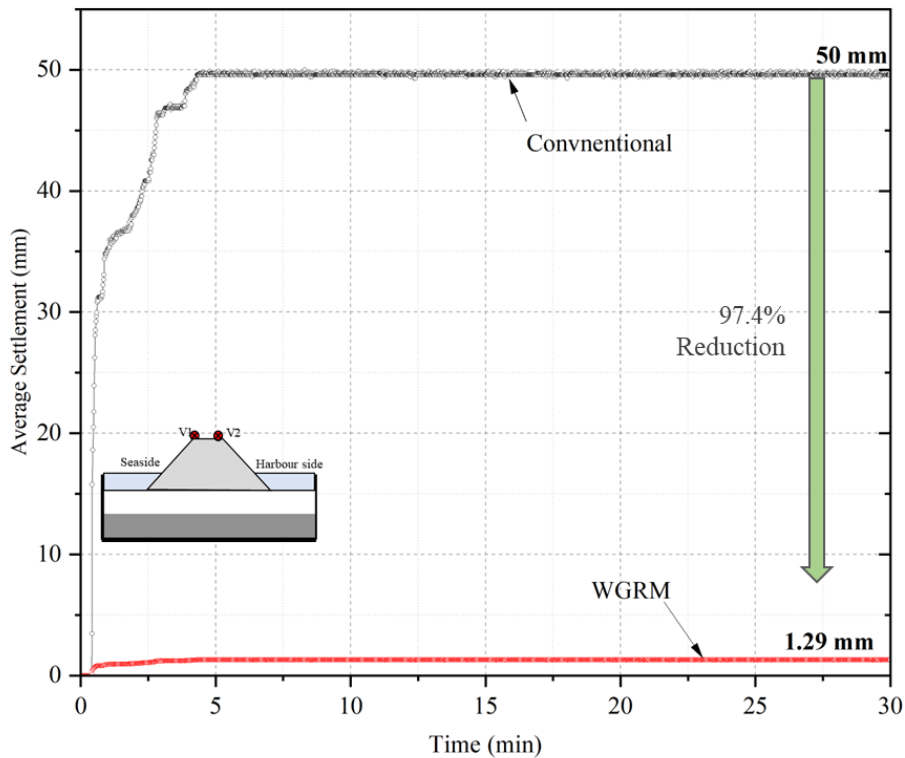 50 mm
50
40
30
20
10
0
Average Settlement (mm)
Convnentional
97.4%
Reduction
V1
V2
Seaside
Harbour side
WGRM
1.29 mm
0
5
10
15
20
25
30
Time (min)